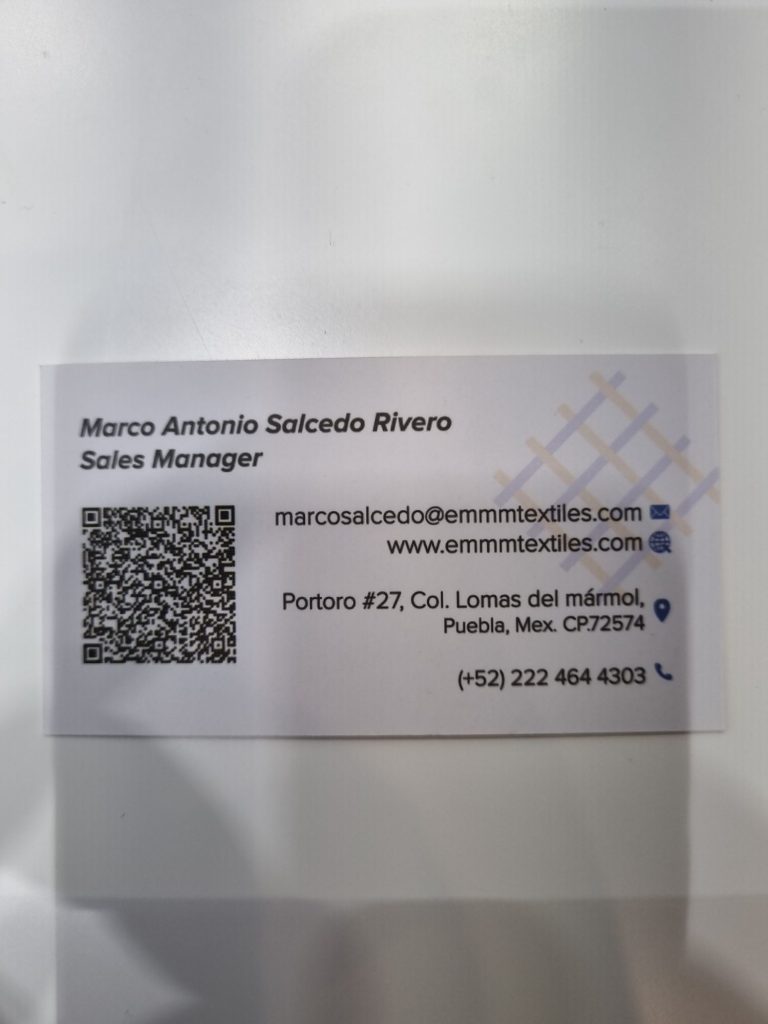 Marco Antonio Salcedo Rivero
Sales Manager
marcosalcedo@emmmtextiles.com
www.emmmtextiles.com
Portoro #27, Col. Lomas del mármol,
Puebla, Mex. CP.72574
(+52) 222 464 4303